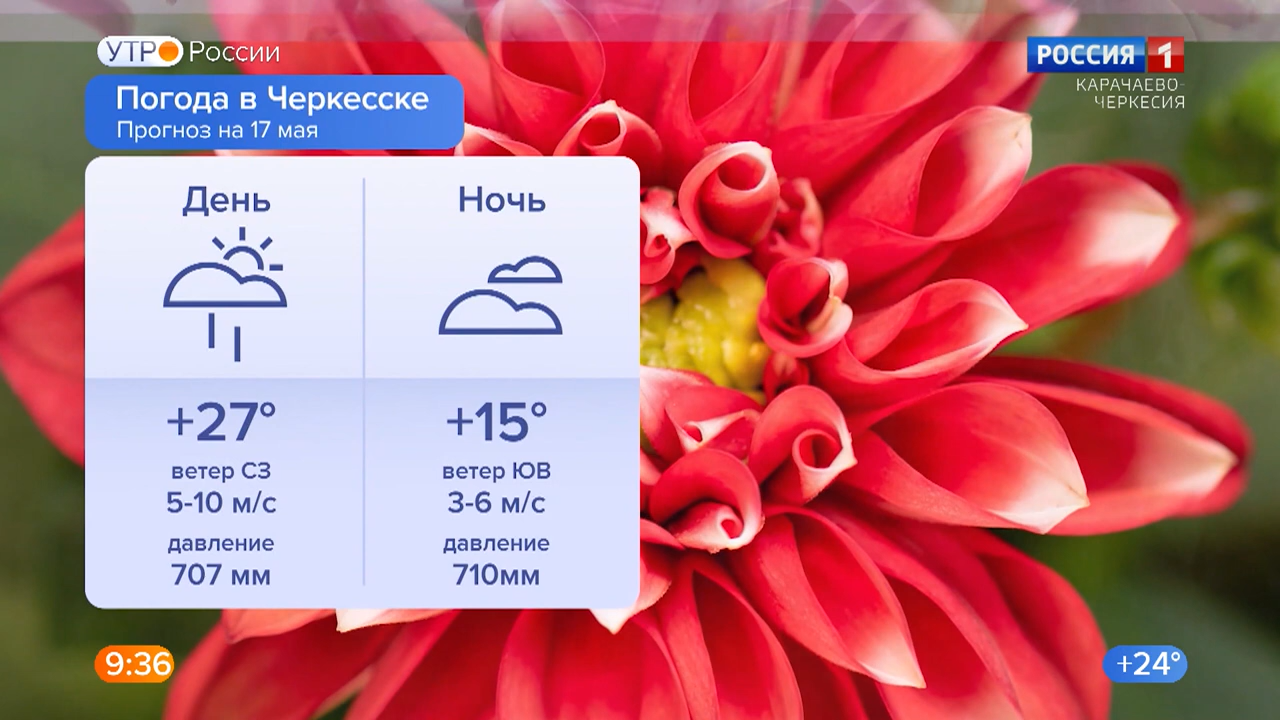 УТРО России
РОССИЯ 1
КАРАЧАЕВО-
ЧЕРКЕСИЯ
Погода в Черкесске
Прогноз на 17 мая
День
Ночь
+27°
+15°
ветер СЗ
ветер ЮВ
5-10 м/с
3-6 м/с
давление
давление
707 мм
710мм
9:36
+24°